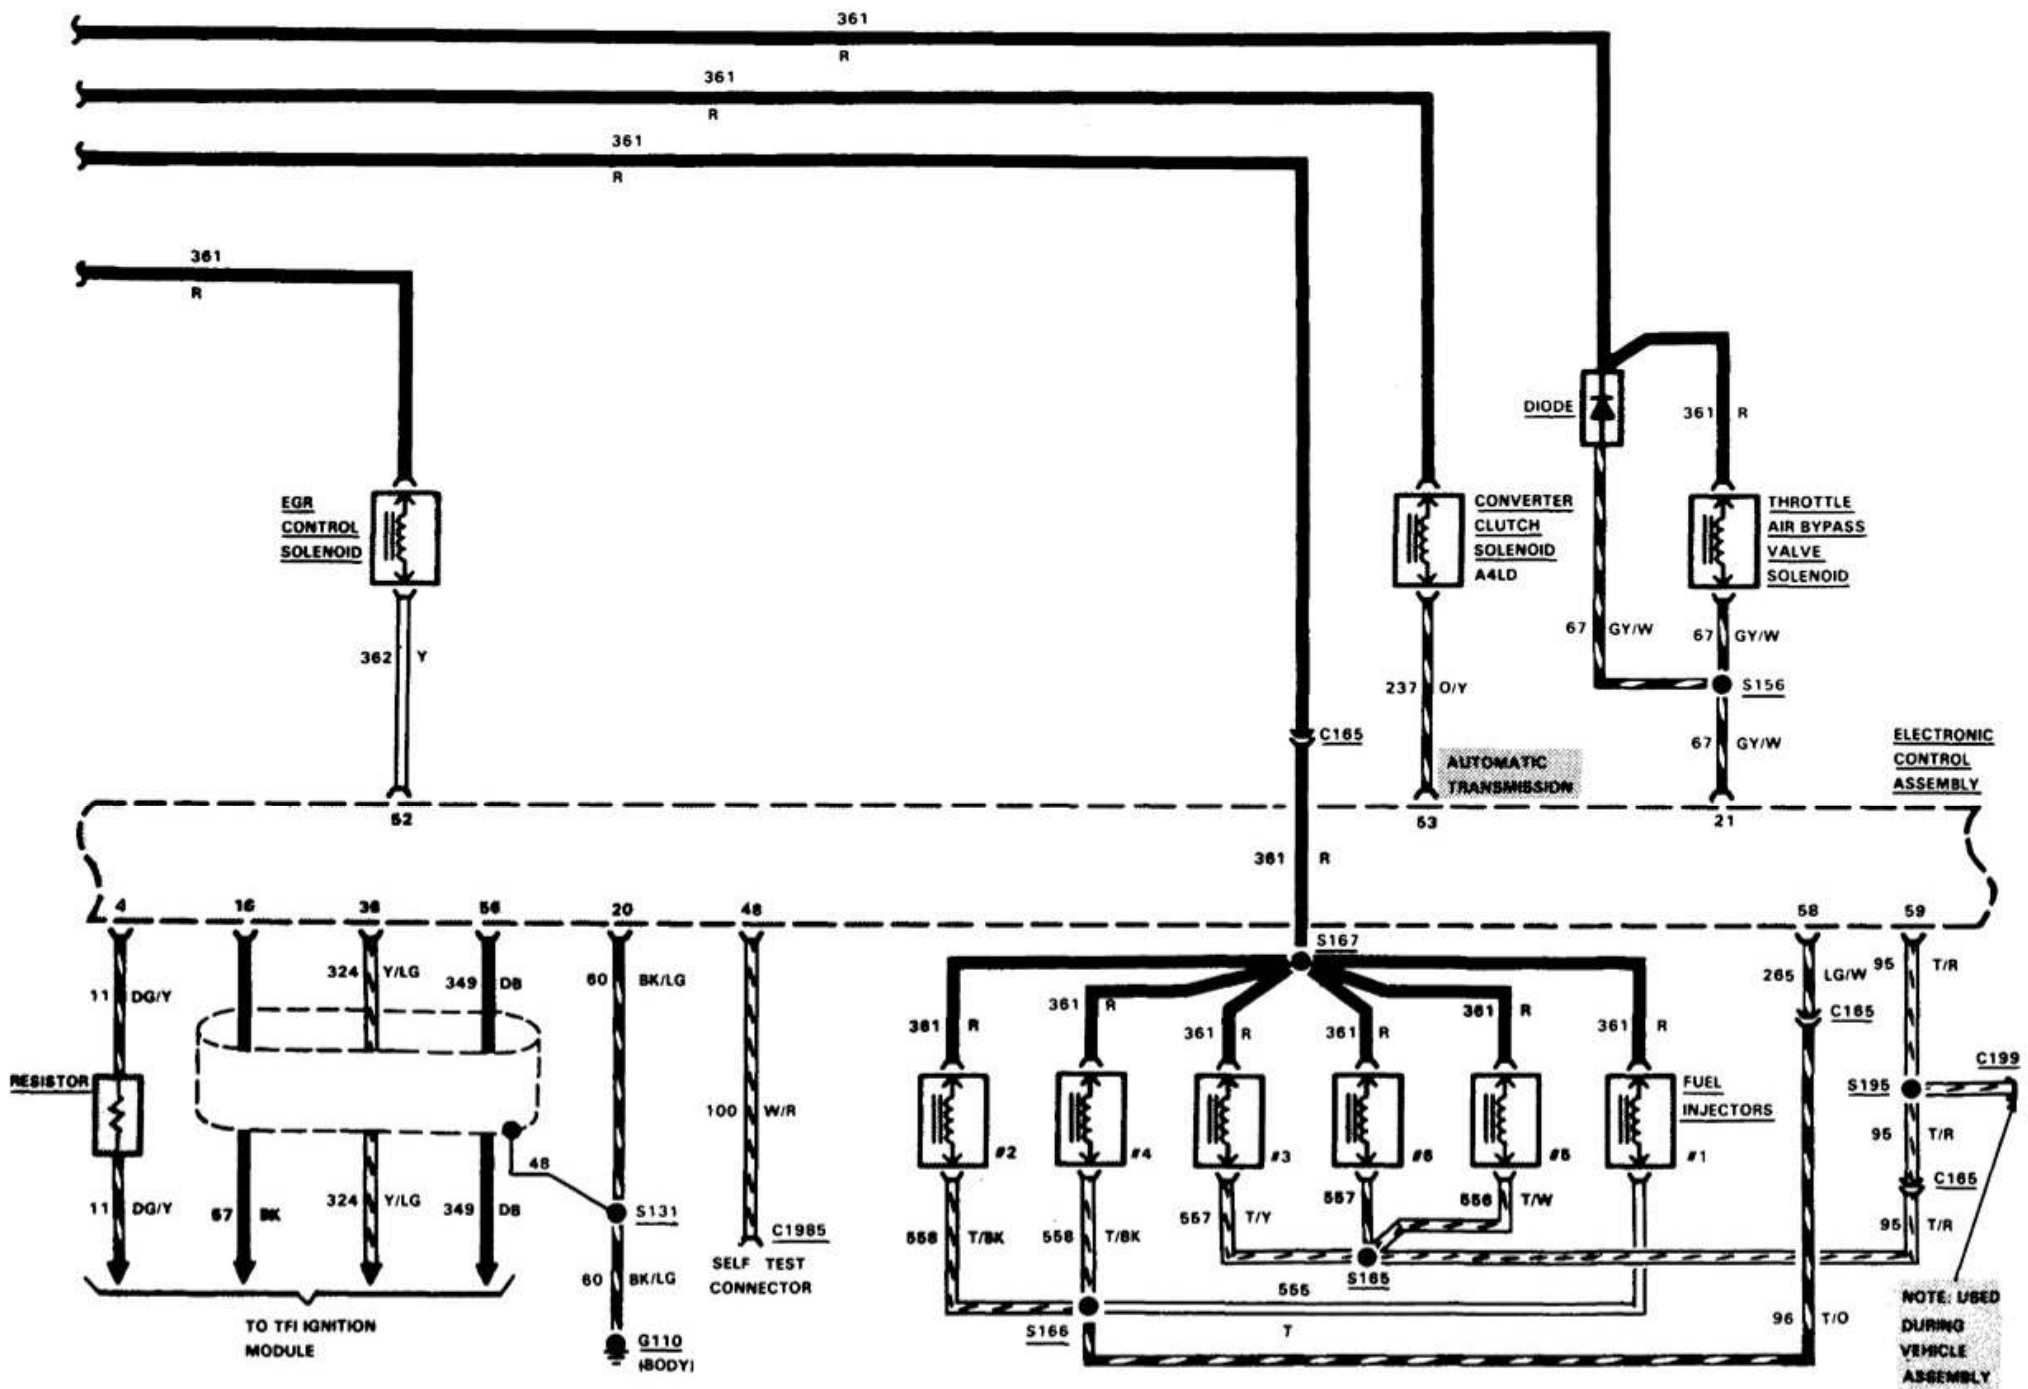 361
R
361
R
361
R
361
R
DIODE
361 R
EGR
CONTROL
SOLENOID
CONVERTER
CLUTCH
SOLENOID
A4LD
THROTTLE
AIR BYPASS
VALVE
SOLENOID
67 GY/W
67 GY/W
362 Y
237 O/Y
S156
C165
67 GY/W
ELECTRONIC
CONTROL
ASSEMBLY
AUTOMATIC
TRANSMISSION
52
53
21
361 R
4
16
36
56
20
48
58
59
S167
11 DG/Y
324 Y/LG
349 DB
60 BK/LG
265 LG/W
95 T/R
361 R
361 R
361 R
361 R
361 R
361 R
C165
C199
RESISTOR
S195
FUEL
INJECTORS
100 W/R
95 T/R
#2
#4
#3
#6
#5
#1
48
C165
11 DG/Y
57 BK
324 Y/LG
349 DB
S131
C1985
558 T/BK
558 T/BK
557 T/Y
557
556 T/W
95 T/R
SELF TEST
CONNECTOR
60 BK/LG
S165
555
NOTE: USED
DURING
VEHICLE
ASSEMBLY
TO TFI IGNITION
MODULE
G110
(BODY)
S166
T
96 T/O